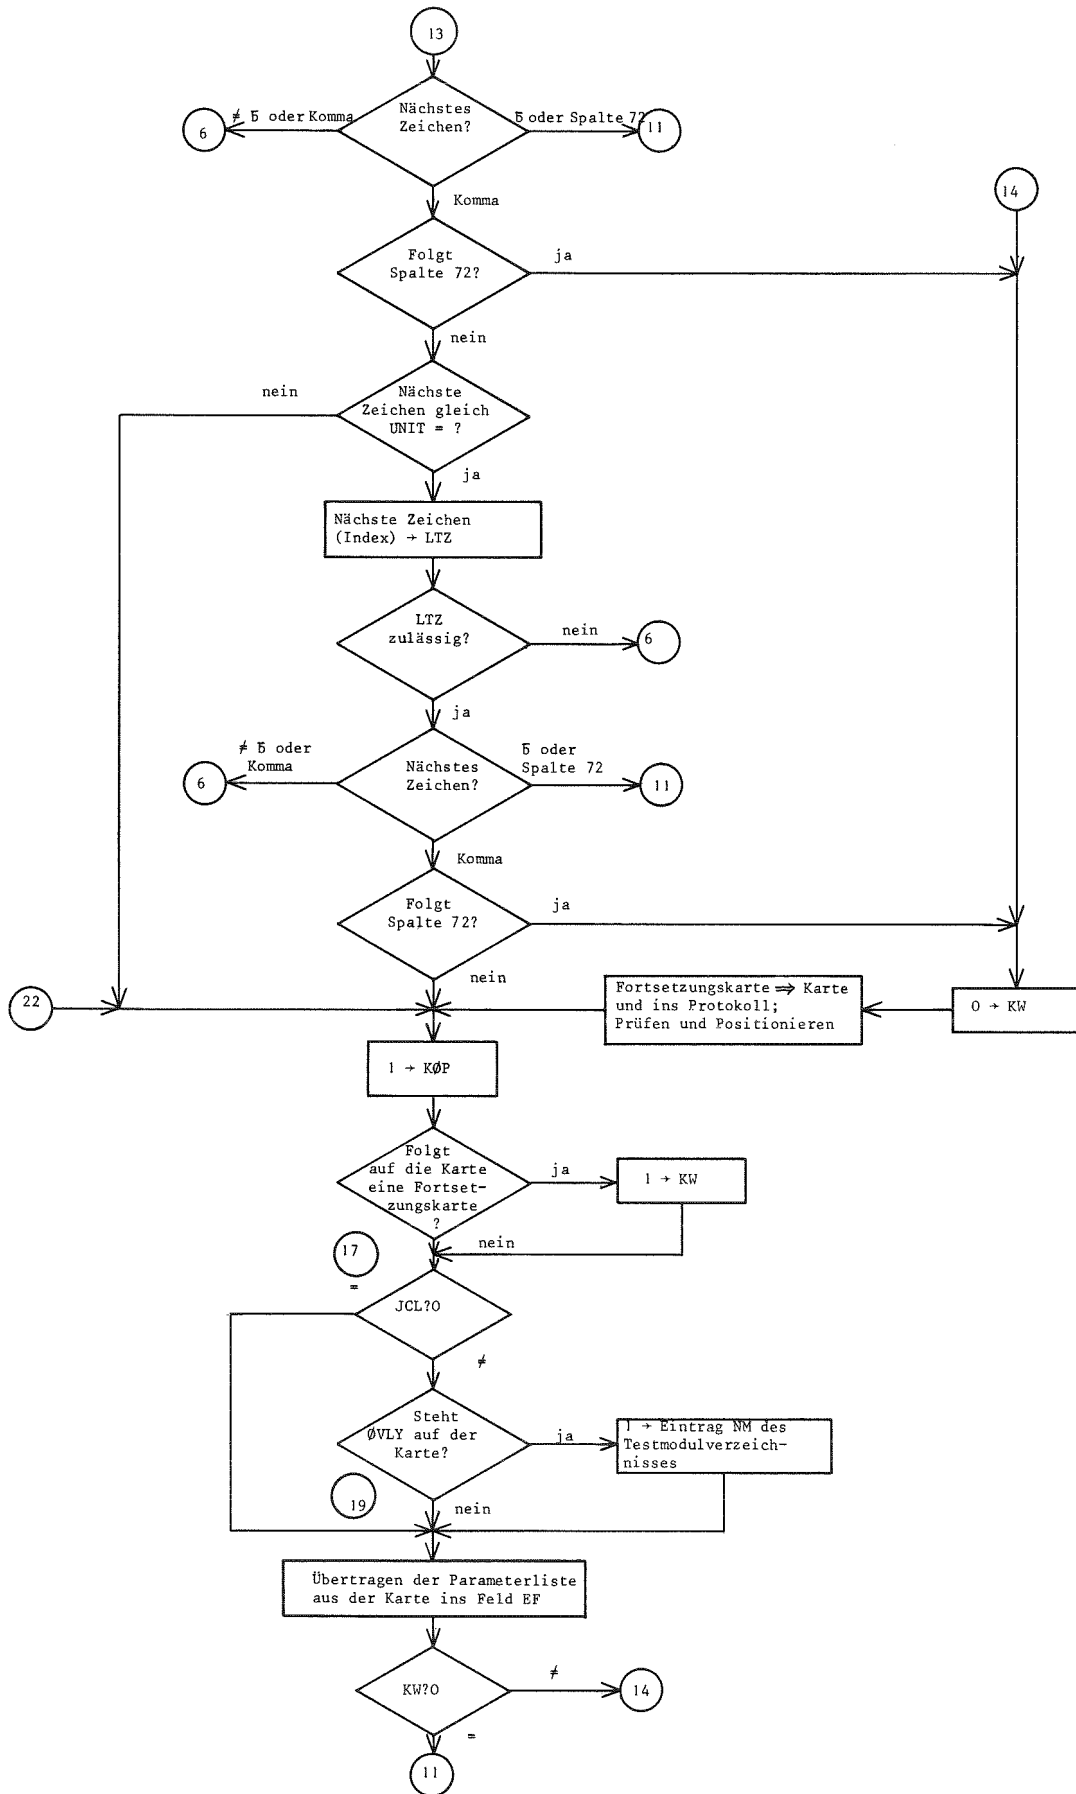 13
Nächstes
Zeichen?
≠ ƀ oder Komma
6
ƀ oder Spalte 72
11
14
Komma
Folgt
Spalte 72?
ja
nein
Nächste
Zeichen gleich
UNIT = ?
nein
ja
Nächste Zeichen
(Index) → LTZ
LTZ
zulässig?
nein
6
ja
≠ ƀ oder
Komma
6
Nächstes
Zeichen?
ƀ oder
Spalte 72
11
Komma
Folgt
Spalte 72?
ja
nein
22
Fortsetzungskarte ⇒ Karte
und ins Protokoll;
Prüfen und Positionieren
0 → KW
1 → KØP
Folgt
auf die Karte
eine Fortset-
zungskarte
?
ja
1 → KW
nein
17
=
JCL?0
≠
Steht
ØVLY auf der
Karte?
ja
1 → Eintrag NM des
Testmodulverzeich-
nisses
19
nein
Übertragen der Parameterliste
aus der Karte ins Feld EF
KW?0
≠
14
=
11